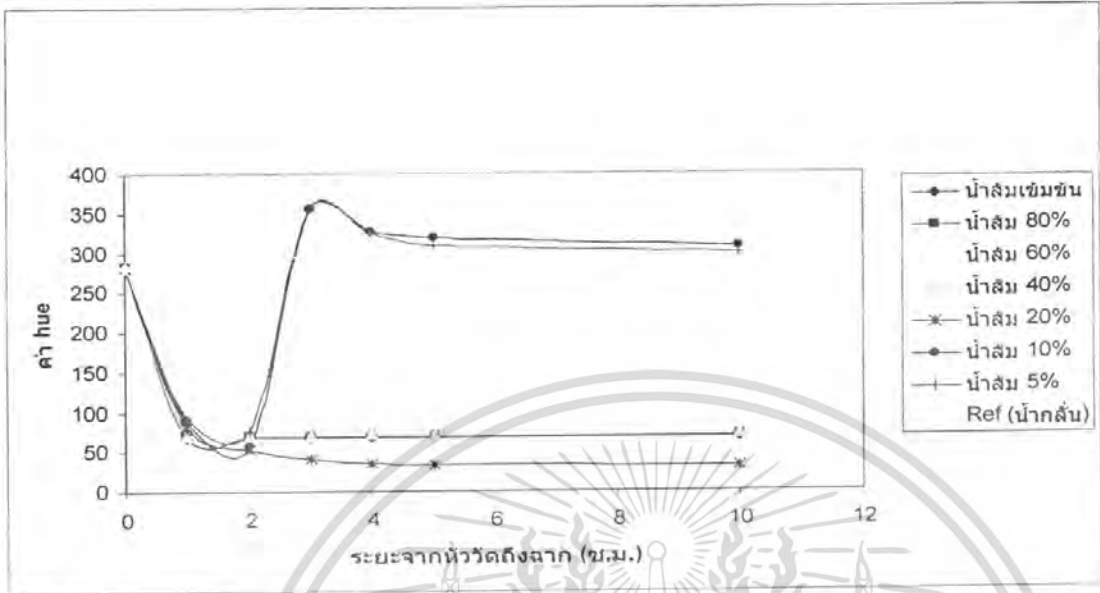 400
350
300
250
200
150
100
50
0
ค่า hue
0 2 4 6 8 10 12
ระยะจากหัววัดถึงฉาก (ซ.ม.)
น้ำส้มเข้มข้น
น้ำส้ม 80%
น้ำส้ม 60%
น้ำส้ม 40%
น้ำส้ม 20%
น้ำส้ม 10%
น้ำส้ม 5%
Ref (น้ำกลั่น)